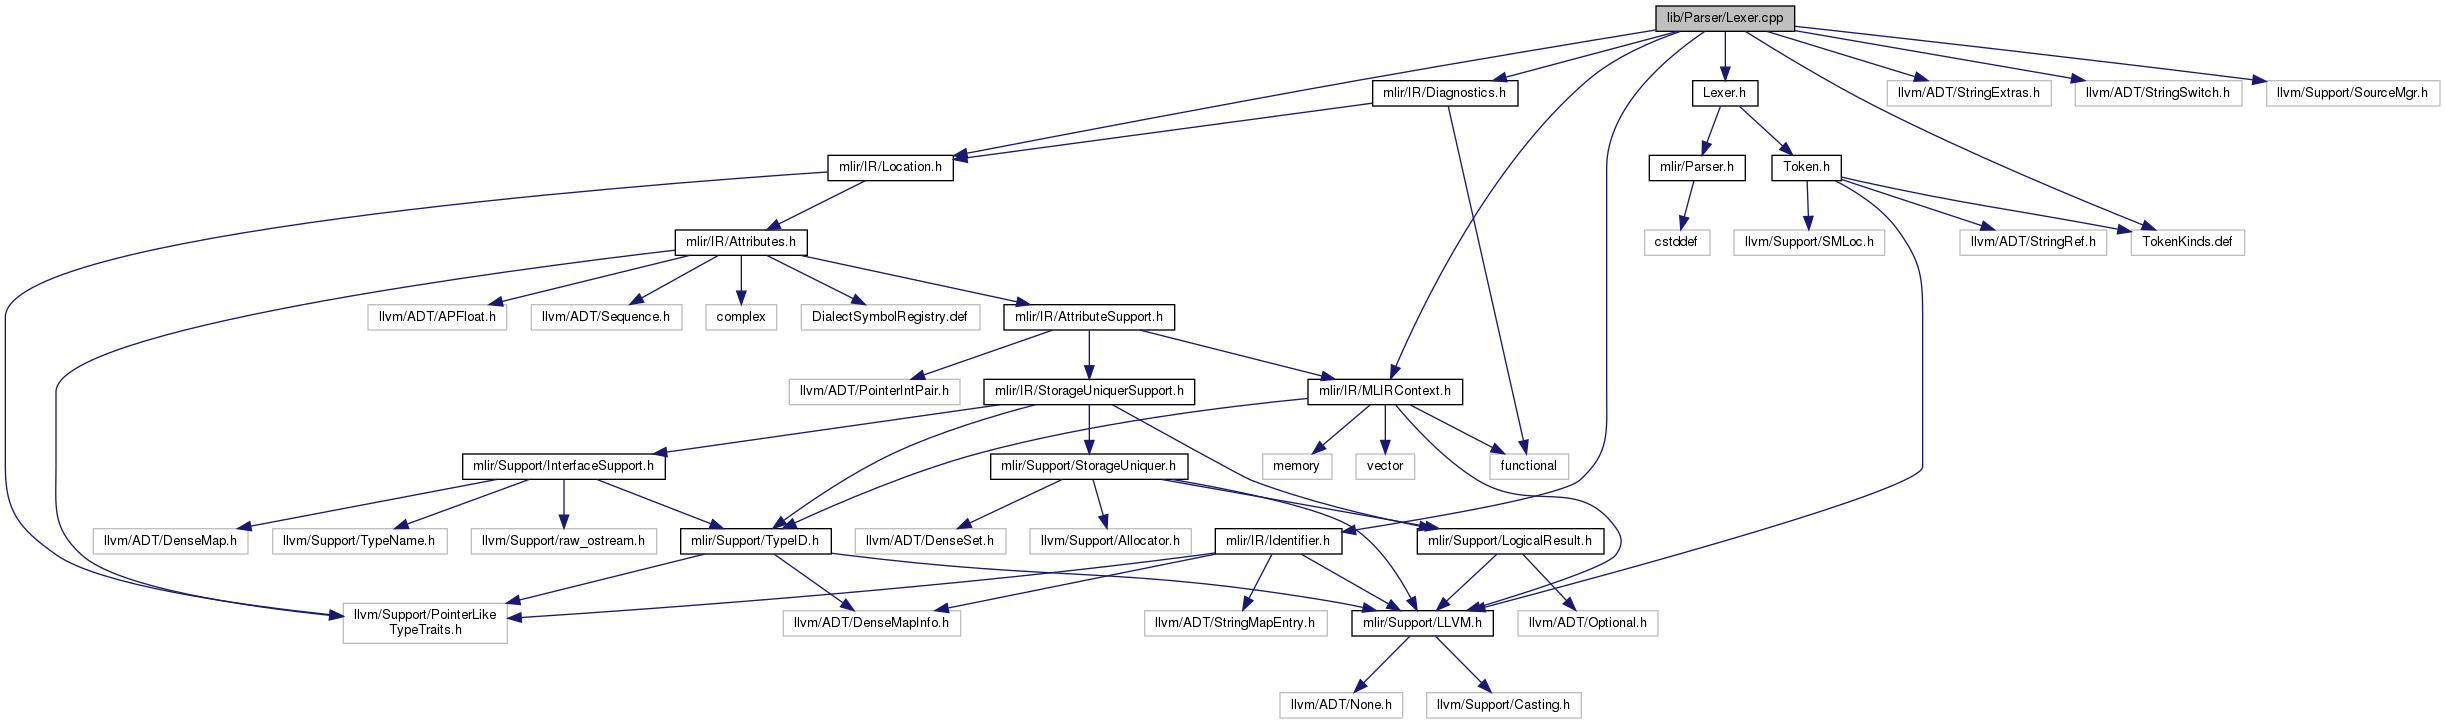 lib/Parser/Lexer.cpp
mlir/IR/Diagnostics.h
Lexer.h
llvm/ADT/StringExtras.h
llvm/ADT/StringSwitch.h
llvm/Support/SourceMgr.h
mlir/IR/Location.h
mlir/Parser.h
Token.h
mlir/IR/Attributes.h
cstddef
llvm/Support/SMLoc.h
llvm/ADT/StringRef.h
TokenKinds.def
llvm/ADT/APFloat.h
llvm/ADT/Sequence.h
complex
DialectSymbolRegistry.def
mlir/IR/AttributeSupport.h
llvm/ADT/PointerIntPair.h
mlir/IR/StorageUniquerSupport.h
mlir/IR/MLIRContext.h
mlir/Support/InterfaceSupport.h
mlir/Support/StorageUniquer.h
memory
vector
functional
llvm/ADT/DenseMap.h
llvm/Support/TypeName.h
llvm/Support/raw_ostream.h
mlir/Support/TypeID.h
llvm/ADT/DenseSet.h
llvm/Support/Allocator.h
mlir/IR/Identifier.h
mlir/Support/LogicalResult.h
llvm/Support/PointerLike
TypeTraits.h
llvm/ADT/DenseMapInfo.h
llvm/ADT/StringMapEntry.h
mlir/Support/LLVM.h
llvm/ADT/Optional.h
llvm/ADT/None.h
llvm/Support/Casting.h